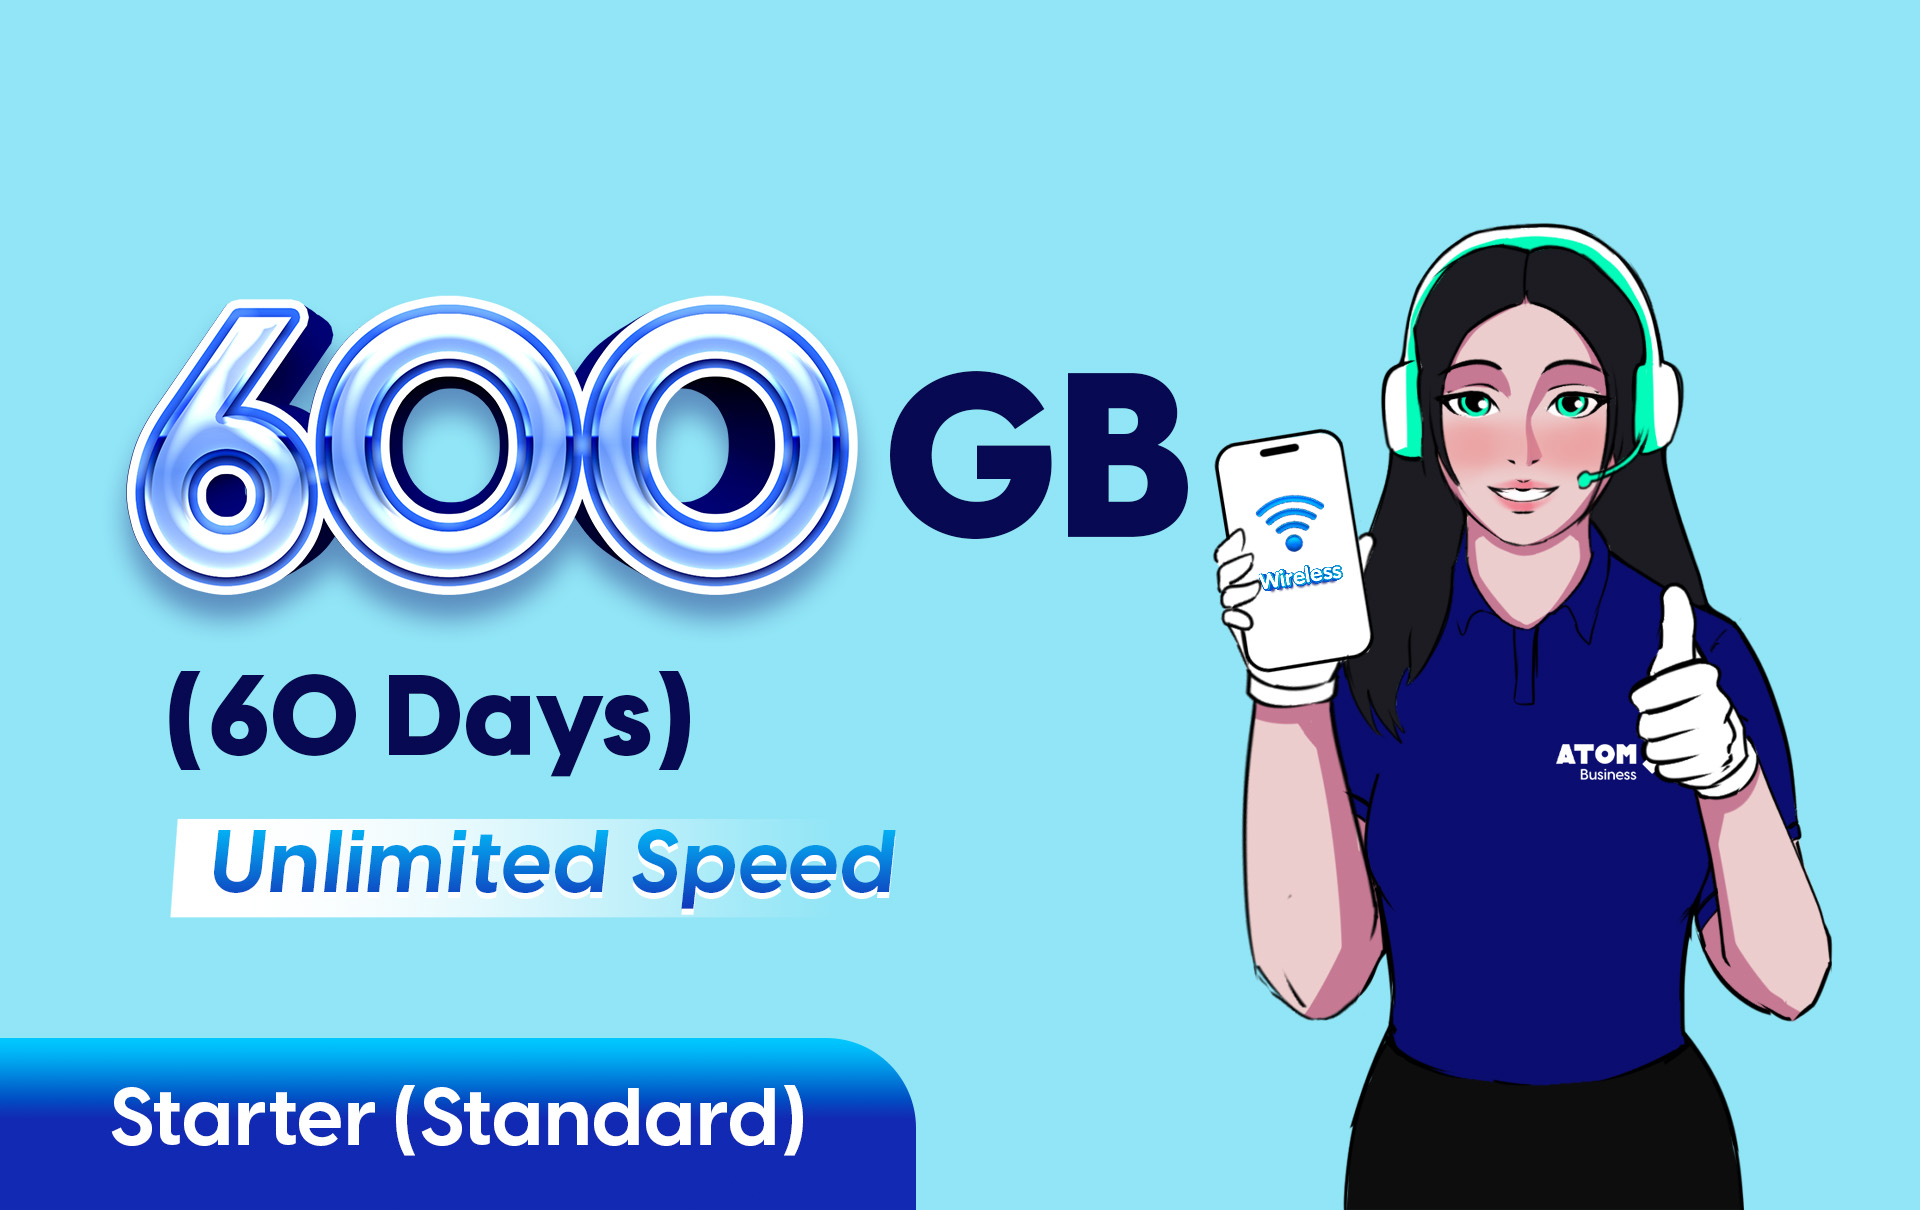 600 GB
(60 Days)
Unlimited Speed
Starter (Standard)
Wireless
ATOM
Business